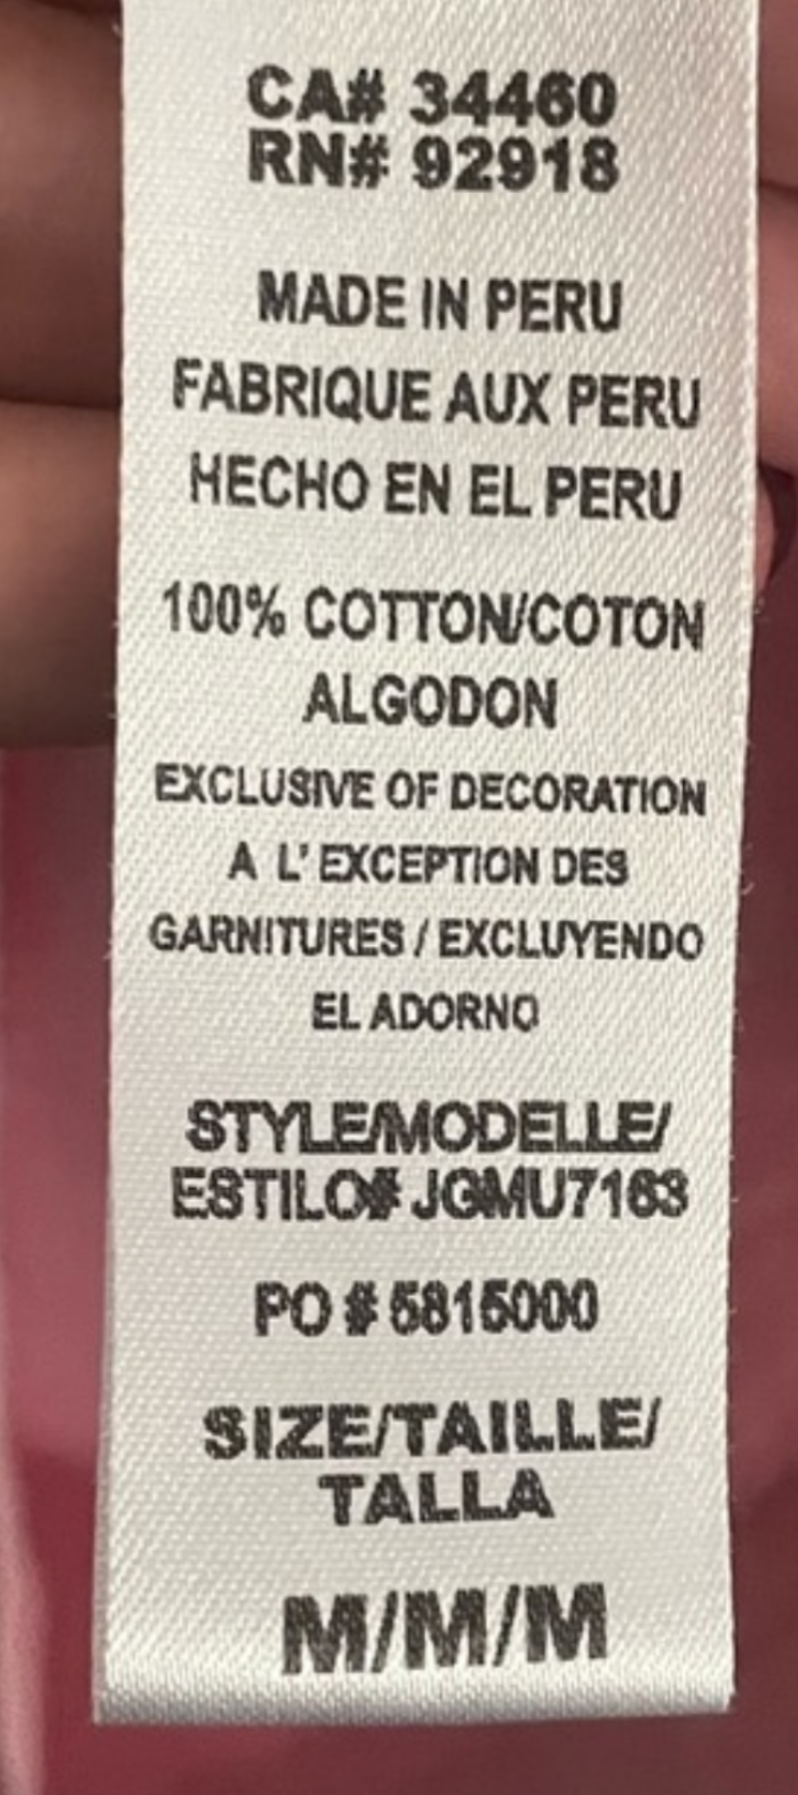 CA# 34460
RN# 92918
MADE IN PERU
FABRIQUE AUX PERU
HECHO EN EL PERU
100% COTTON/COTON
ALGODON
EXCLUSIVE OF DECORATION
A L' EXCEPTION DES
GARNITURES / EXCLUYENDO
EL ADORNO
STYLE/MODELLE/
ESTILO# JGMU7163
PO # 5815000
SIZE/TAILLE/
TALLA
M/M/M